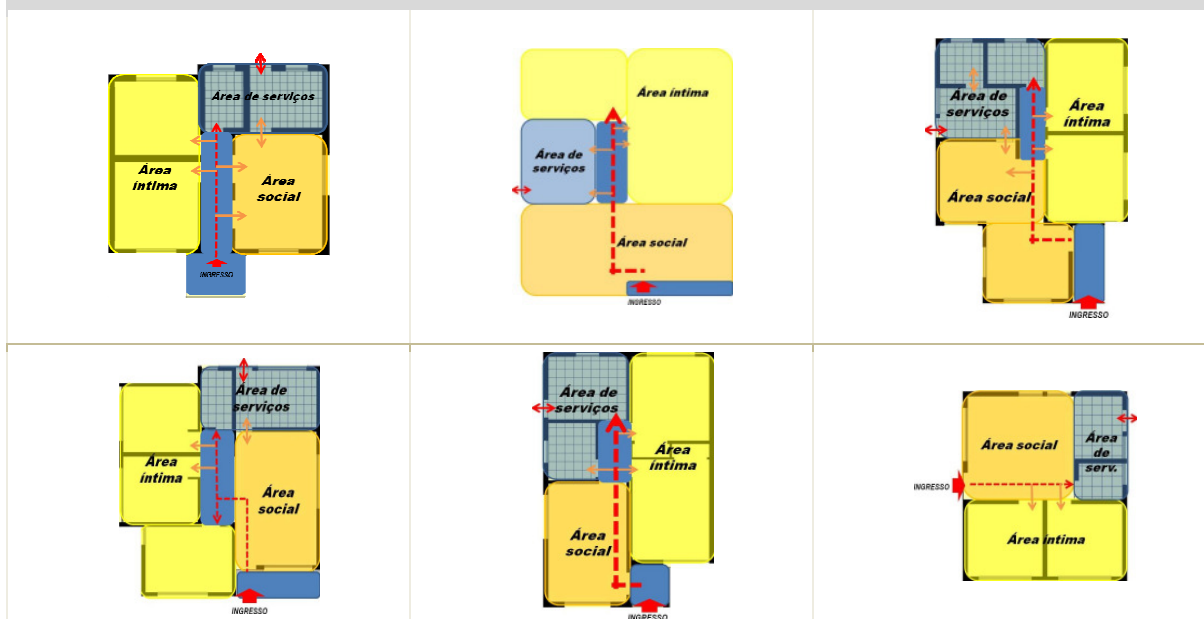 Área de serviços
Área
íntima
Área
social
INGRESSO
Área íntima
Área de
serviços
Área social
INGRESSO
Área de
serviços
Área
íntima
Área social
INGRESSO
Área de
serviços
Área
íntima
Área
social
INGRESSO
Área de
serviços
Área
íntima
Área
social
INGRESSO
Área social
Área
de
serv.
INGRESSO
Área íntima